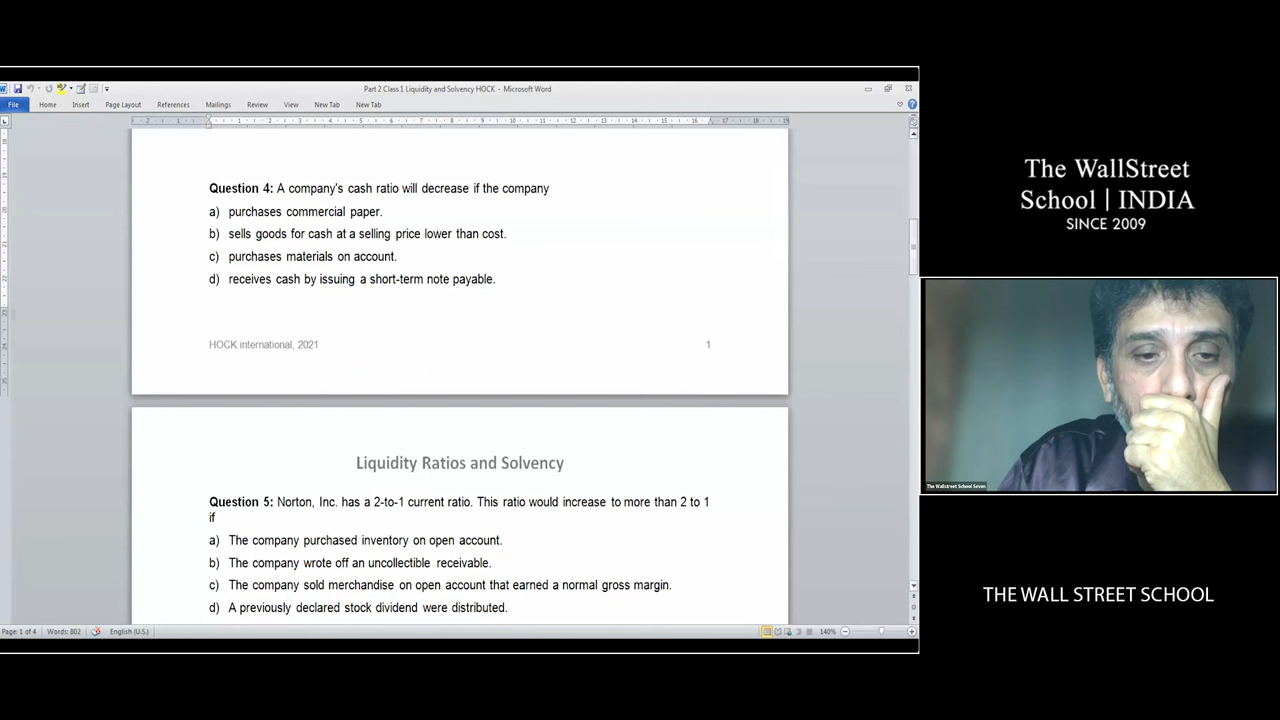 Part 2 Class 1 Liquidity and Solvency HOCK - Microsoft Word
File Home Insert Page Layout References Mailings Review View New Tab New Tab
Question 4: A company's cash ratio will decrease if the company
a) purchases commercial paper.
b) sells goods for cash at a selling price lower than cost.
c) purchases materials on account.
d) receives cash by issuing a short-term note payable.
HOCK international, 2021 1
Liquidity Ratios and Solvency
Question 5: Norton, Inc. has a 2-to-1 current ratio. This ratio would increase to more than 2 to 1
if
a) The company purchased inventory on open account.
b) The company wrote off an uncollectible receivable.
c) The company sold merchandise on open account that earned a normal gross margin.
d) A previously declared stock dividend were distributed.
Page: 1 of 4 Words: 802 English (U.S.) 140%
The WallStreet
School | INDIA
SINCE 2009
The Wallstreet School Seven
THE WALL STREET SCHOOL